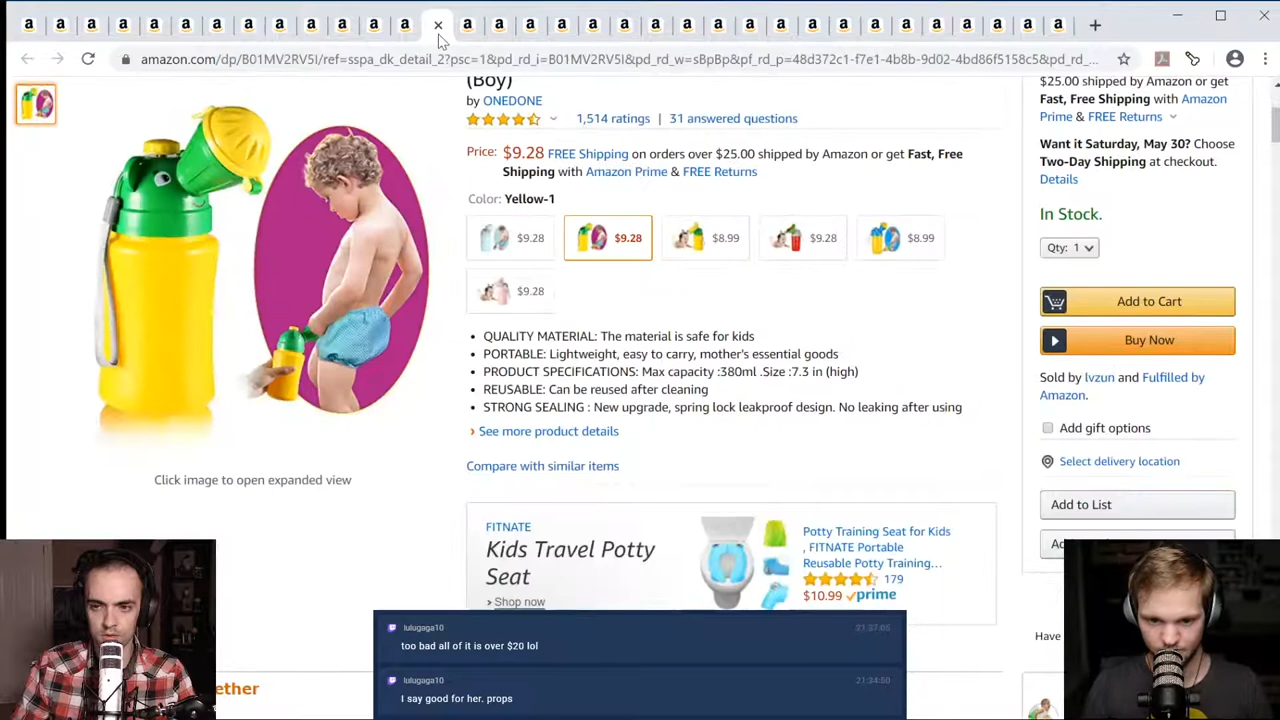 amazon.com/dp/B01MV2RV5I/ref=sspa_dk_detail_2?psc=1&pd_rd_i=B01MV2RV5I&pd_rd_w=sBpBp&pf_rd_p=48d372c1-f7e1-4b8b-9d02-4bd86f5158c5&pd_rd_...
(Boy)
by ONEDONE
1,514 ratings | 31 answered questions
Price: $9.28 FREE Shipping on orders over $25.00 shipped by Amazon or get Fast, Free
Shipping with Amazon Prime & FREE Returns
Color: Yellow-1
$9.28
$9.28
$8.99
$9.28
$8.99
$9.28
• QUALITY MATERIAL: The material is safe for kids
• PORTABLE: Lightweight, easy to carry, mother's essential goods
• PRODUCT SPECIFICATIONS: Max capacity :380ml .Size :7.3 in (high)
• REUSABLE: Can be reused after cleaning
• STRONG SEALING : New upgrade, spring lock leakproof design. No leaking after using
› See more product details
Compare with similar items
Click image to open expanded view
FITNATE
Kids Travel Potty
Seat
› Shop now
Potty Training Seat for Kids
, FITNATE Portable
Reusable Potty Training...
179
$10.99 prime
$25.00 shipped by Amazon or get
Fast, Free Shipping with Amazon
Prime & FREE Returns
Want it Saturday, May 30? Choose
Two-Day Shipping at checkout.
Details
In Stock.
Qty: 1
Add to Cart
Buy Now
Sold by lvzun and Fulfilled by
Amazon.
Add gift options
Select delivery location
Add to List
Have
ether
lulugaga10 21:37:05
too bad all of it is over $20 lol
lulugaga10 21:34:50
I say good for her. props